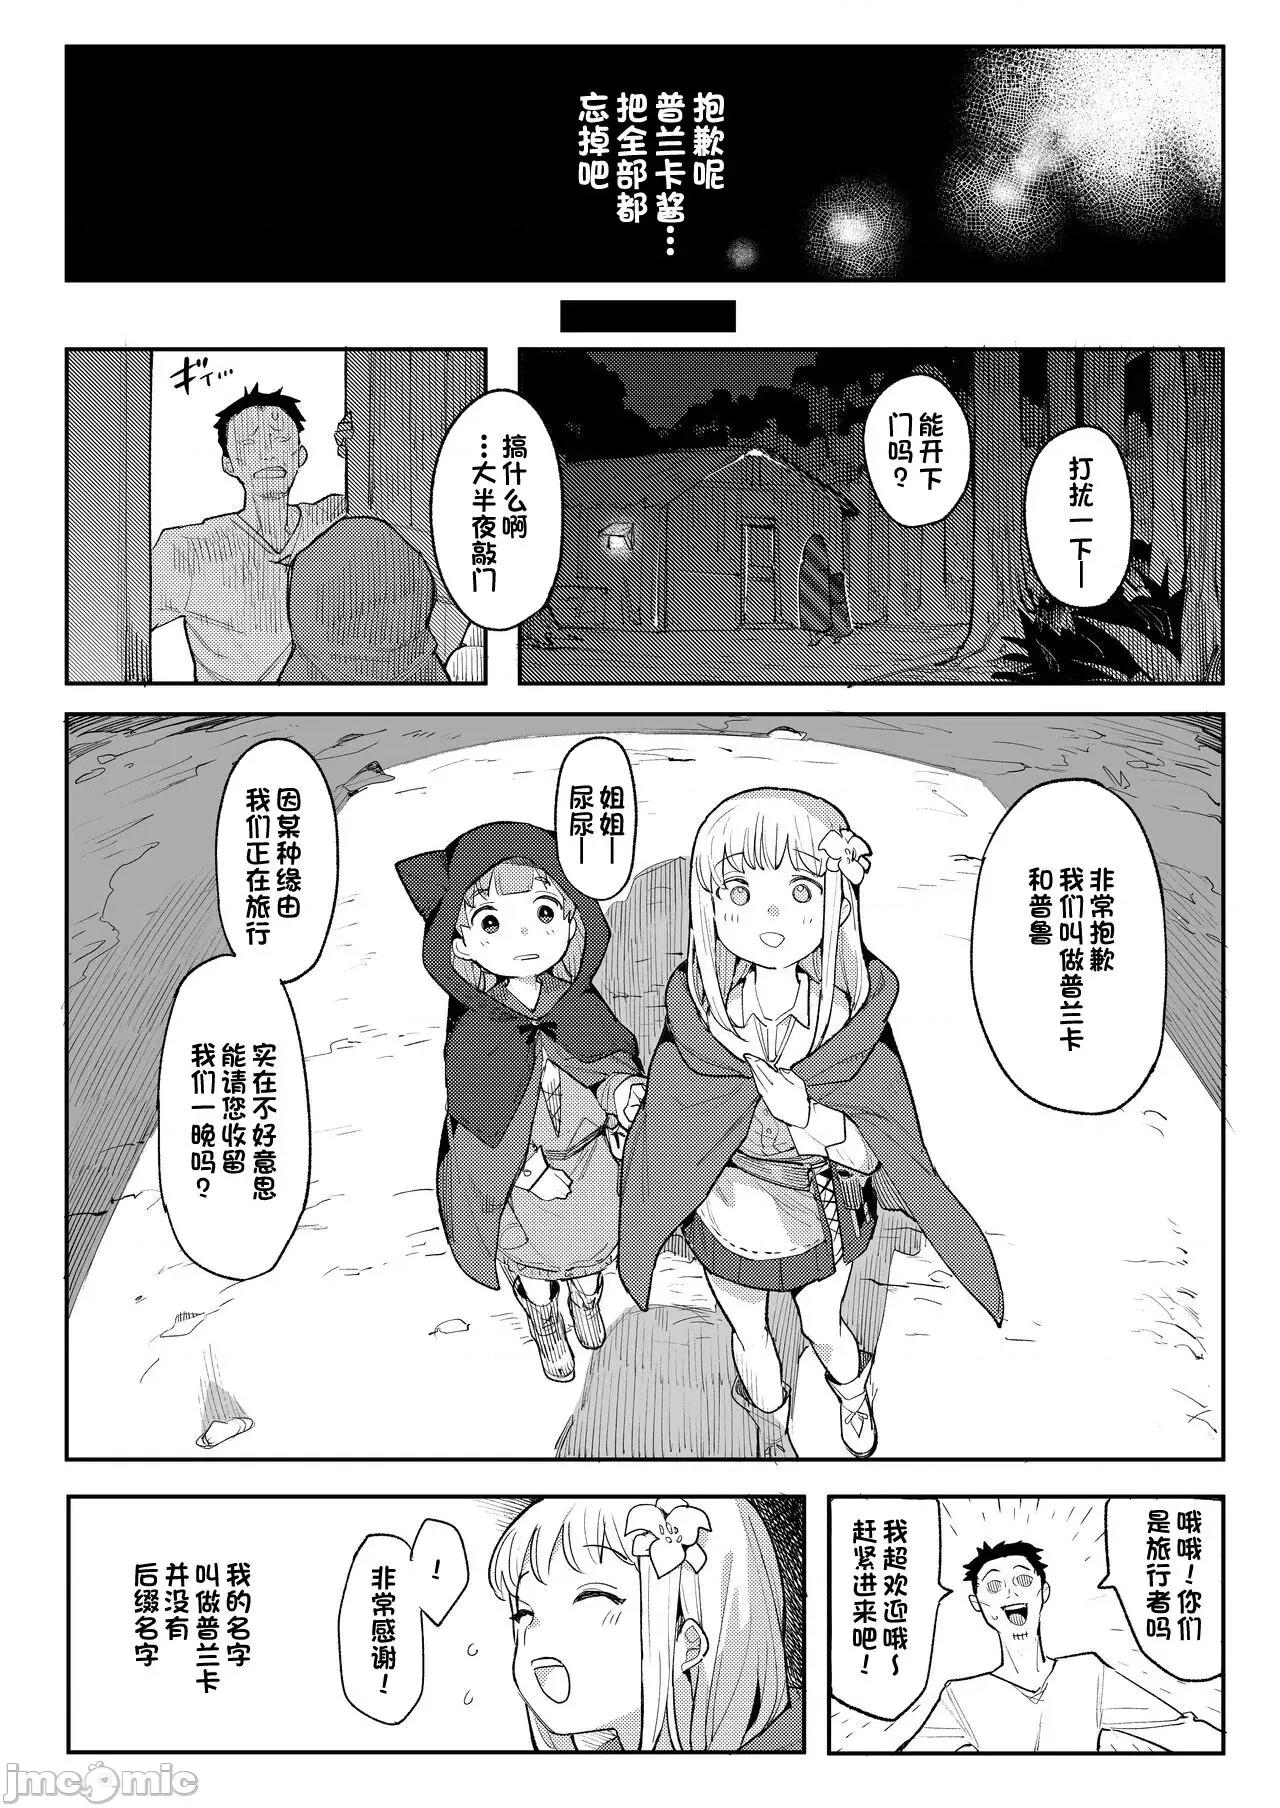 抱歉呢
普兰卡酱…
把全部都
忘掉吧
打扰一下—
能开下
门吗？
搞什么啊
…大半夜敲门
ギィ…
非常抱歉
我们叫做普兰卡
和普鲁
姐姐—
尿尿—
因某种缘由
我们正在旅行
实在不好意思
能请您收留
我们一晚吗？
哦哦！你们
是旅行者吗
我超欢迎哦～
赶紧进来吧！
！
非常感谢！
我的名字
叫做普兰卡
并没有
后缀名字
jmcomic